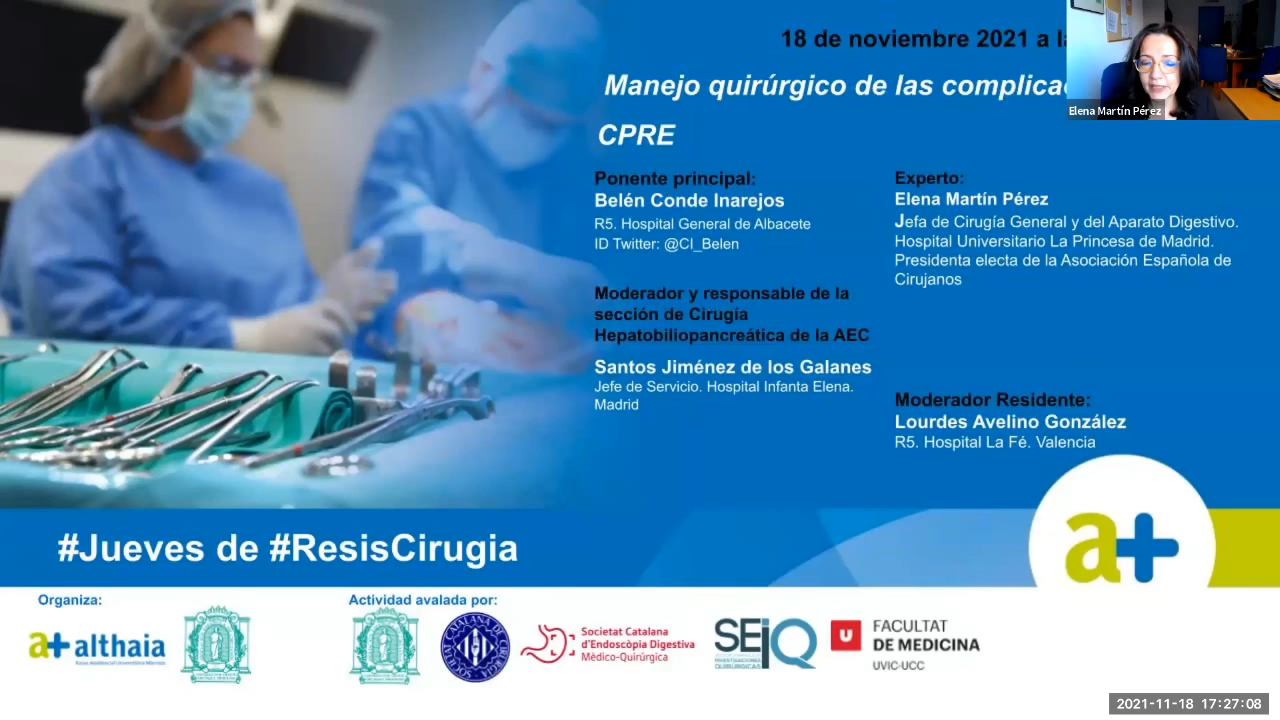 18 de noviembre 2021 a la
Manejo quirúrgico de las complicac
CPRE
Elena Martín Pérez
Ponente principal:
Belén Conde Inarejos
R5. Hospital General de Albacete
ID Twitter: @CI_Belen
Experto:
Elena Martín Pérez
Jefa de Cirugía General y del Aparato Digestivo.
Hospital Universitario La Princesa de Madrid.
Presidenta electa de la Asociación Española de
Cirujanos
Moderador y responsable de la
sección de Cirugía
Hepatobiliopancreática de la AEC
Santos Jiménez de los Galanes
Jefe de Servicio. Hospital Infanta Elena.
Madrid
Moderador Residente:
Lourdes Avelino González
R5. Hospital La Fé. Valencia
a+
#Jueves de #ResisCirugia
Organiza:
Actividad avalada por:
a+ althaia
Societat Catalana
d'Endoscòpia Digestiva
Mèdico-Quirúrgica
SEIQ
INVESTIGACIONES
QUIRÚRGICAS
U
FACULTAT
DE MEDICINA
UVIC·UCC
2021-11-18 17:27:08